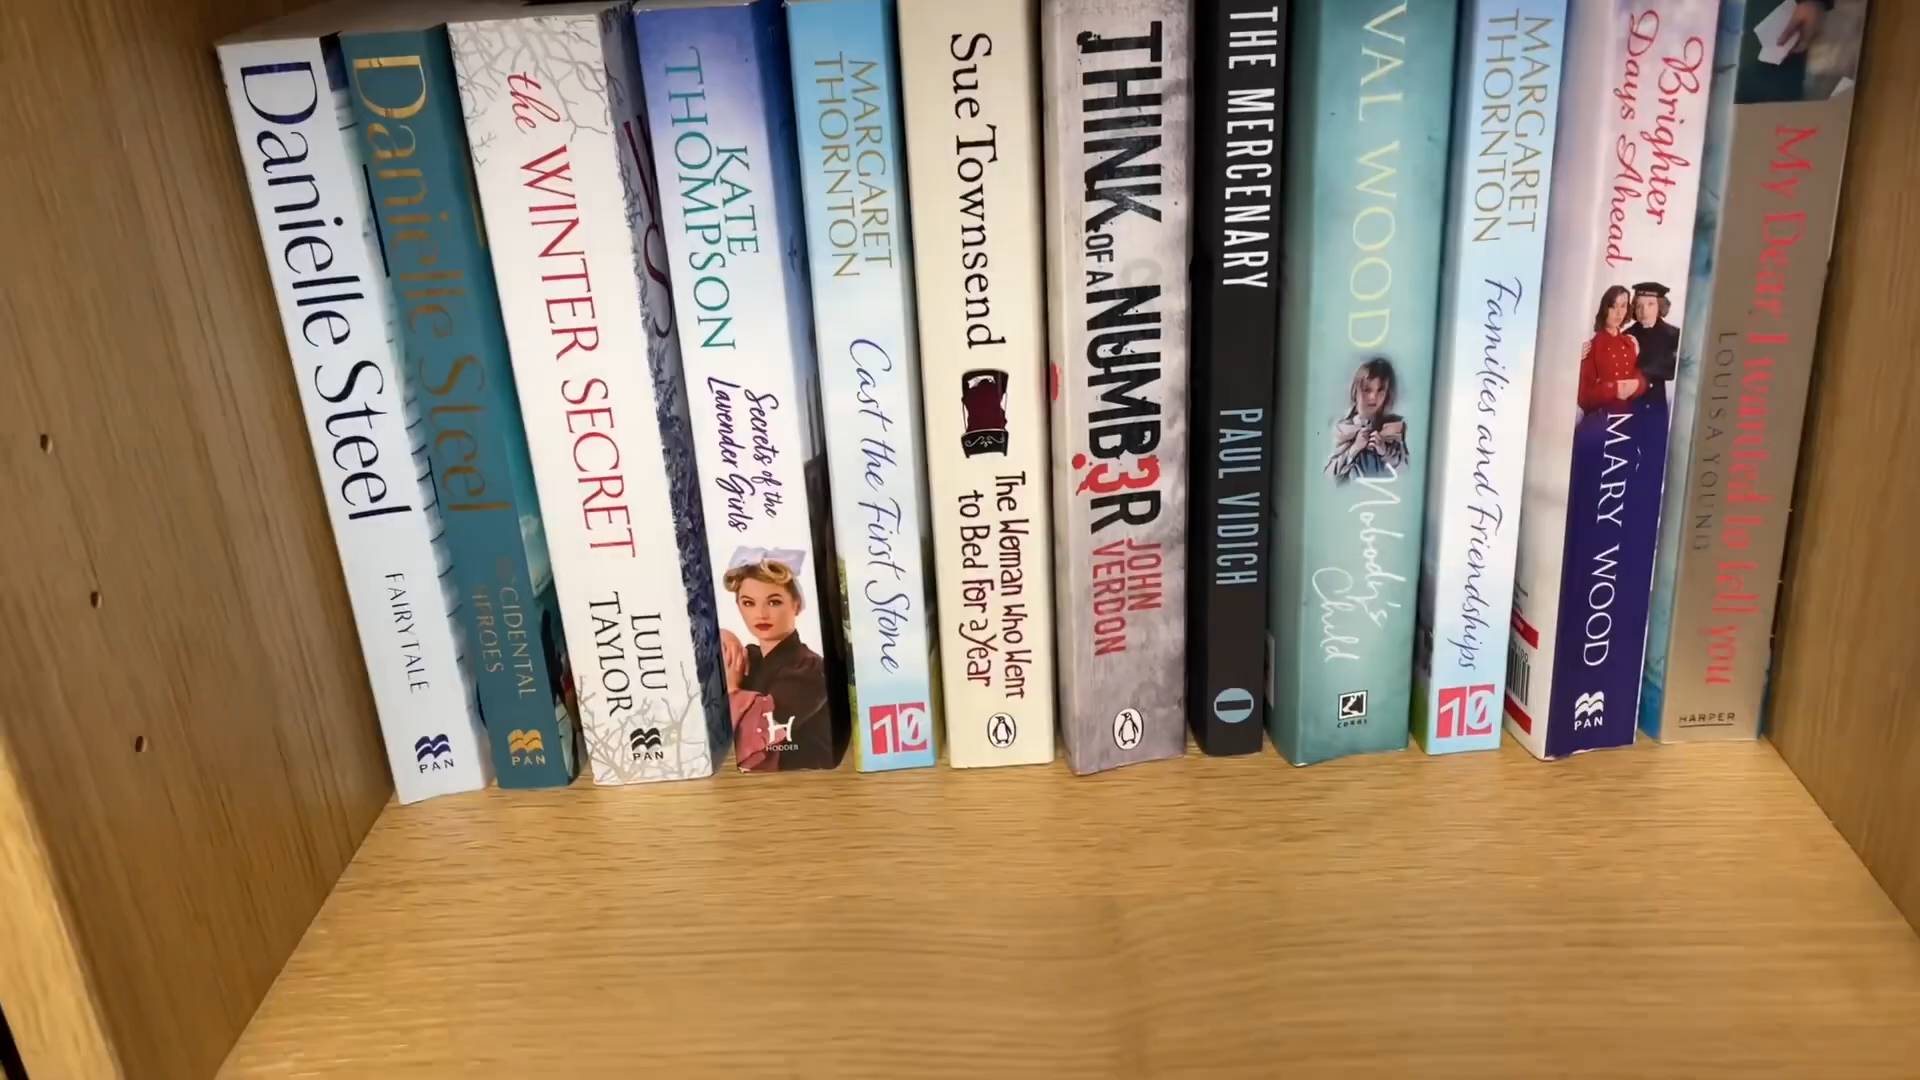 Danielle Steel
FAIRYTALE
PAN
Danielle Steel
ACCIDENTAL
HEROES
PAN
the WINTER SECRET
LULU
TAYLOR
PAN
KATE
THOMPSON
Secrets of the
Lavender Girls
H
HODDER
MARGARET
THORNTON
Cast the First Stone
10
Sue Townsend
The Woman Who Went
to Bed For a Year
THINK OF A NUMB3R
JOHN
VERDON
THE MERCENARY
PAUL VIDICH
VAL WOOD
Nobody's
Child
CORGI
MARGARET
THORNTON
Families and Friendships
10
Brighter
Days Ahead
MARY WOOD
PAN
My Dear I wanted to tell you
LOUISA YOUNG
HARPER